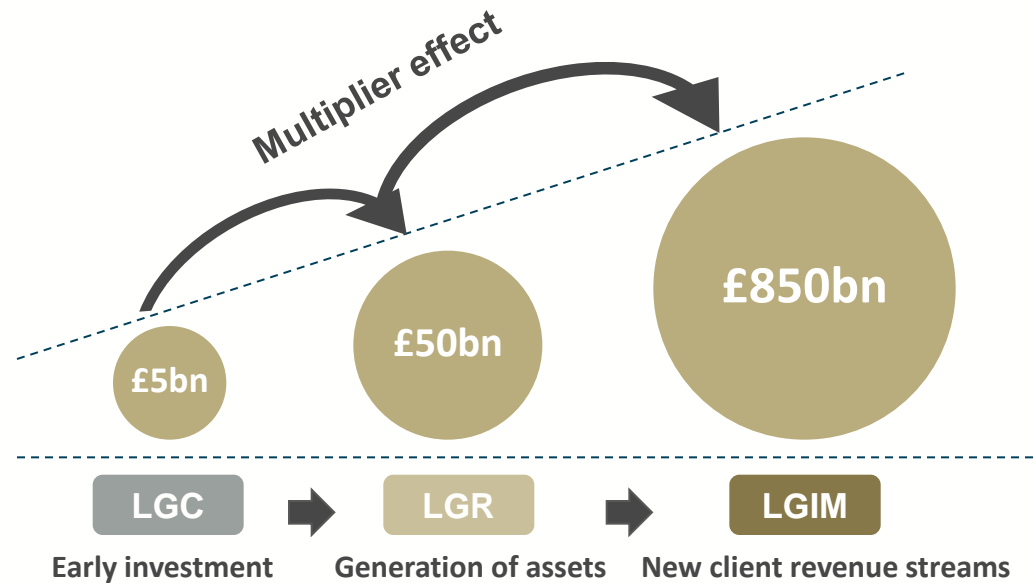 Multiplier effect
£5bn
£50bn
£850bn
LGC
LGR
LGIM
Early investment
Generation of assets
New client revenue streams